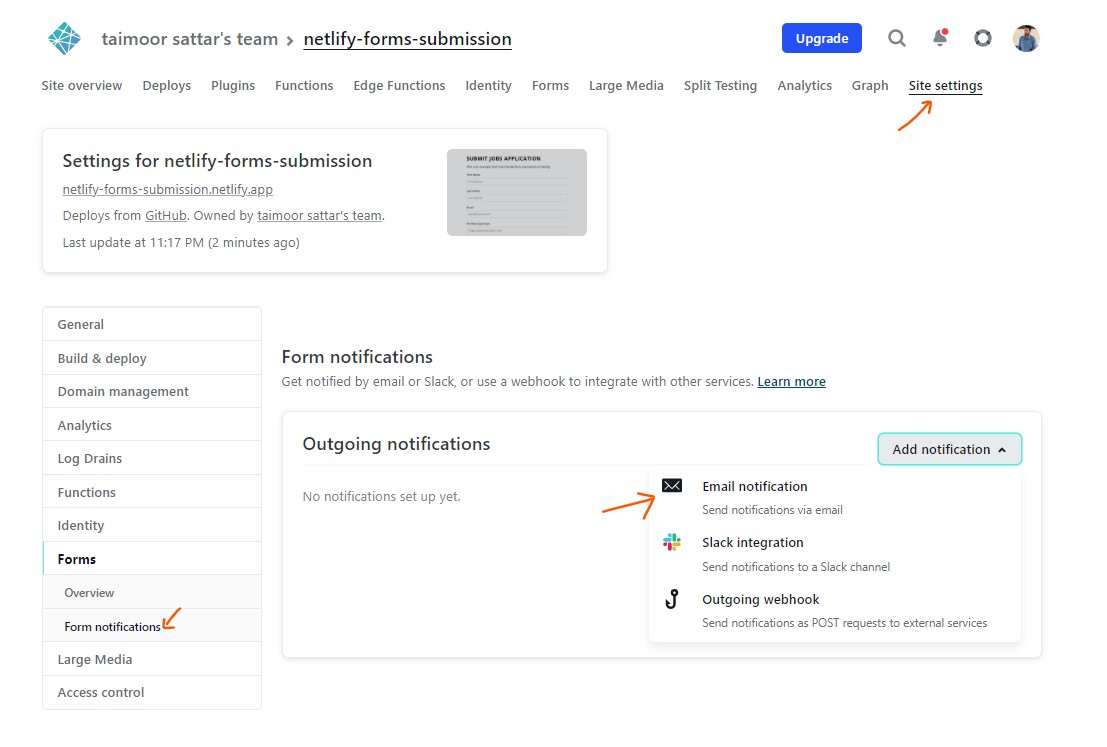 taimoor sattar's team > netlify-forms-submission
Upgrade
Site overview Deploys Plugins Functions Edge Functions Identity Forms Large Media Split Testing Analytics Graph Site settings
Settings for netlify-forms-submission
netlify-forms-submission.netlify.app
Deploys from GitHub. Owned by taimoor sattar's team.
Last update at 11:17 PM (2 minutes ago)
SUBMIT JOBS APPLICATION
General
Build & deploy
Domain management
Analytics
Log Drains
Functions
Identity
Forms
Overview
Form notifications
Large Media
Access control
Form notifications
Get notified by email or Slack, or use a webhook to integrate with other services. Learn more
Outgoing notifications
Add notification
No notifications set up yet.
Email notification
Send notifications via email
Slack integration
Send notifications to a Slack channel
Outgoing webhook
Send notifications as POST requests to external services